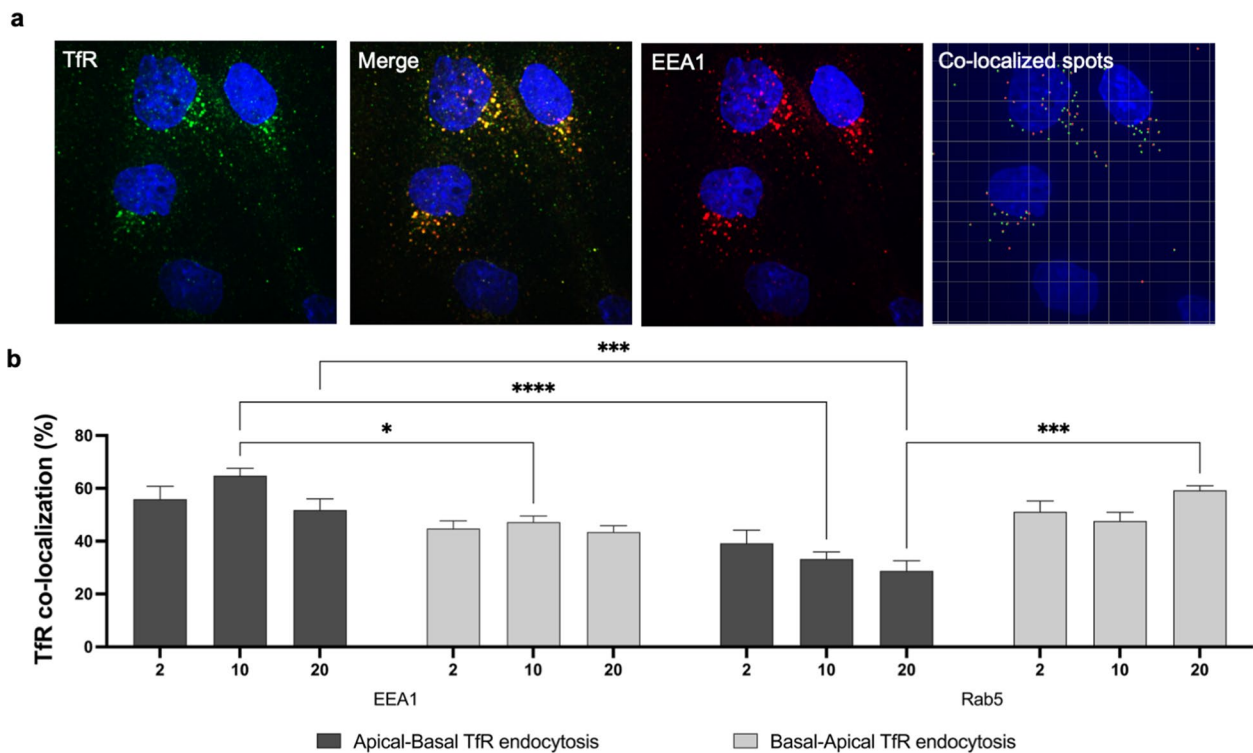 a
TfR
Merge
EEA1
Co-localized spots
b
***
****
*
***
TfR co-localization (%)
80
60
40
20
0
2 10 20 2 10 20 2 10 20 2 10 20
EEA1 Rab5
Apical-Basal TfR endocytosis Basal-Apical TfR endocytosis